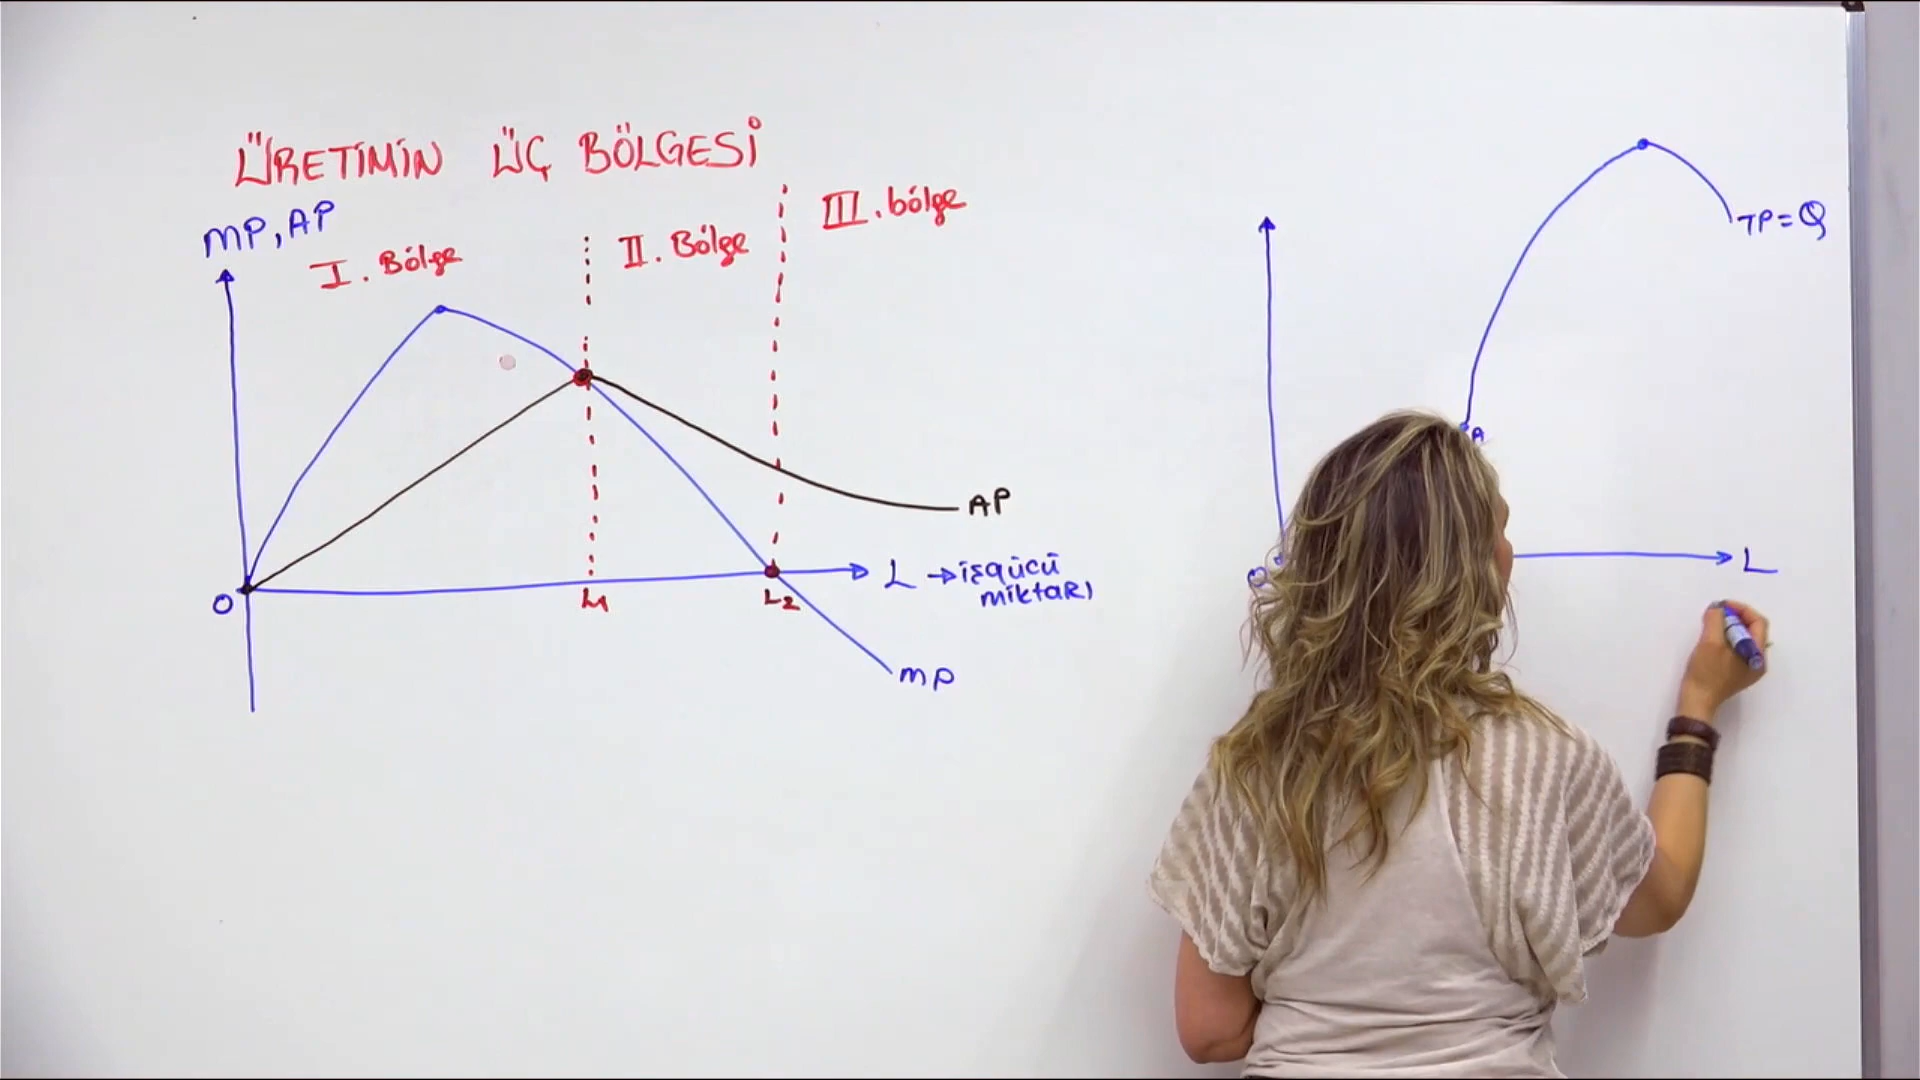 ÜRETİMİN ÜÇ BÖLGESİ
MP, AP
I. Bölge
II. Bölge
III. bölge
AP
L → işgücü
miktarı
O
L1
L2
MP
TP = Q
A
O
L